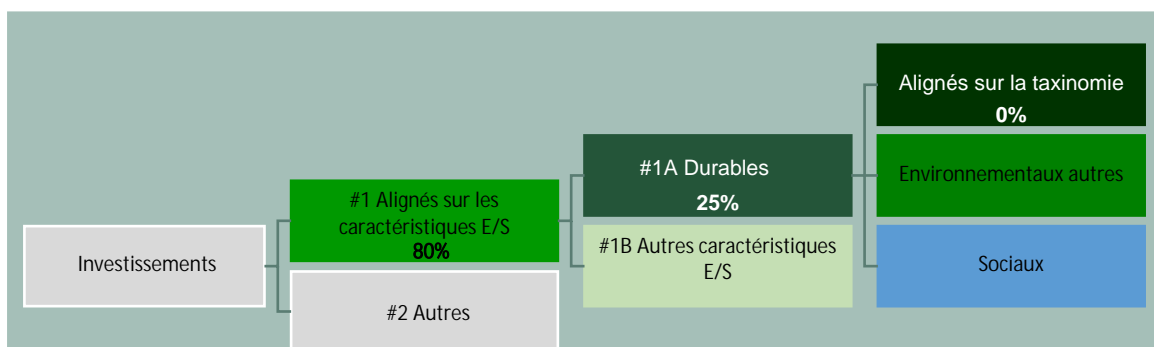 Investissements
#1 Alignés sur les
caractéristiques E/S
80%
#2 Autres
#1A Durables
25%
#1B Autres caractéristiques
E/S
Alignés sur la taxinomie
0%
Environnementaux autres
Sociaux